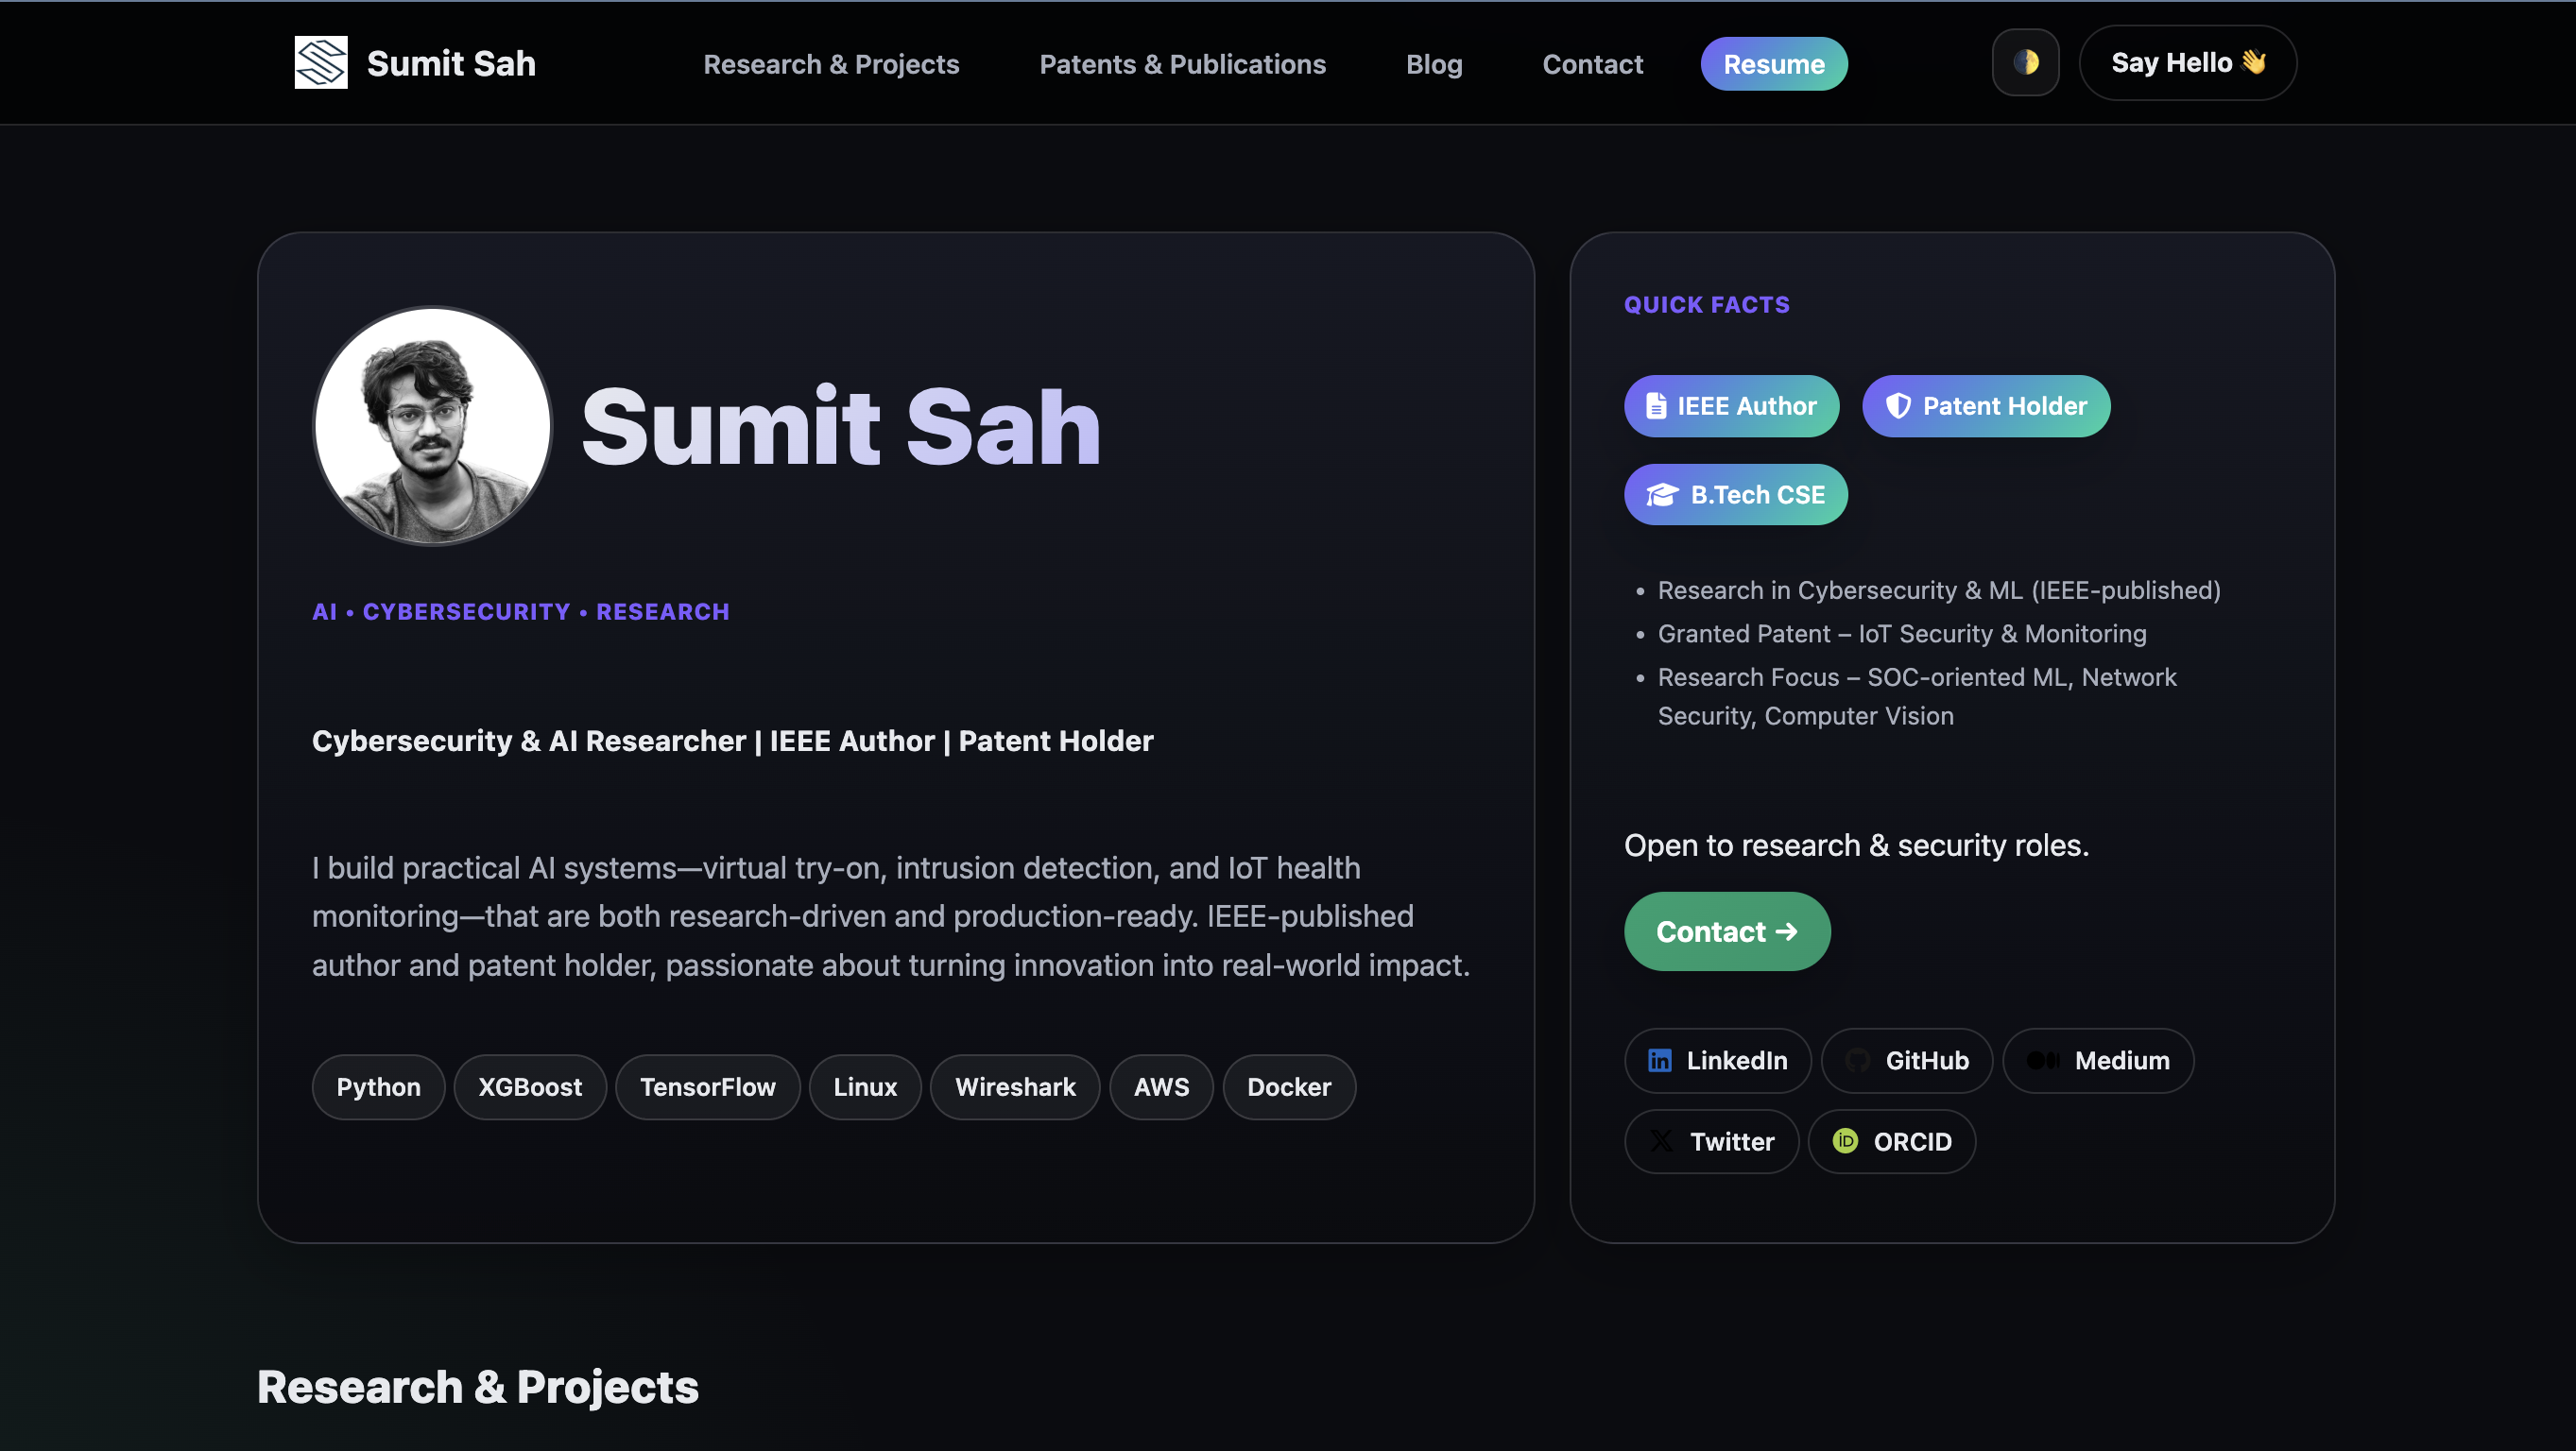 Sumit Sah
Research & Projects
Patents & Publications
Blog
Contact
Resume
Say Hello 👋
Sumit Sah
AI • CYBERSECURITY • RESEARCH
Cybersecurity & AI Researcher | IEEE Author | Patent Holder
I build practical AI systems—virtual try-on, intrusion detection, and IoT health
monitoring—that are both research-driven and production-ready. IEEE-published
author and patent holder, passionate about turning innovation into real-world impact.
Python
XGBoost
TensorFlow
Linux
Wireshark
AWS
Docker
QUICK FACTS
IEEE Author
Patent Holder
B.Tech CSE
• Research in Cybersecurity & ML (IEEE-published)
• Granted Patent – IoT Security & Monitoring
• Research Focus – SOC-oriented ML, Network
Security, Computer Vision
Open to research & security roles.
Contact →
LinkedIn
GitHub
Medium
Twitter
ORCID
Research & Projects